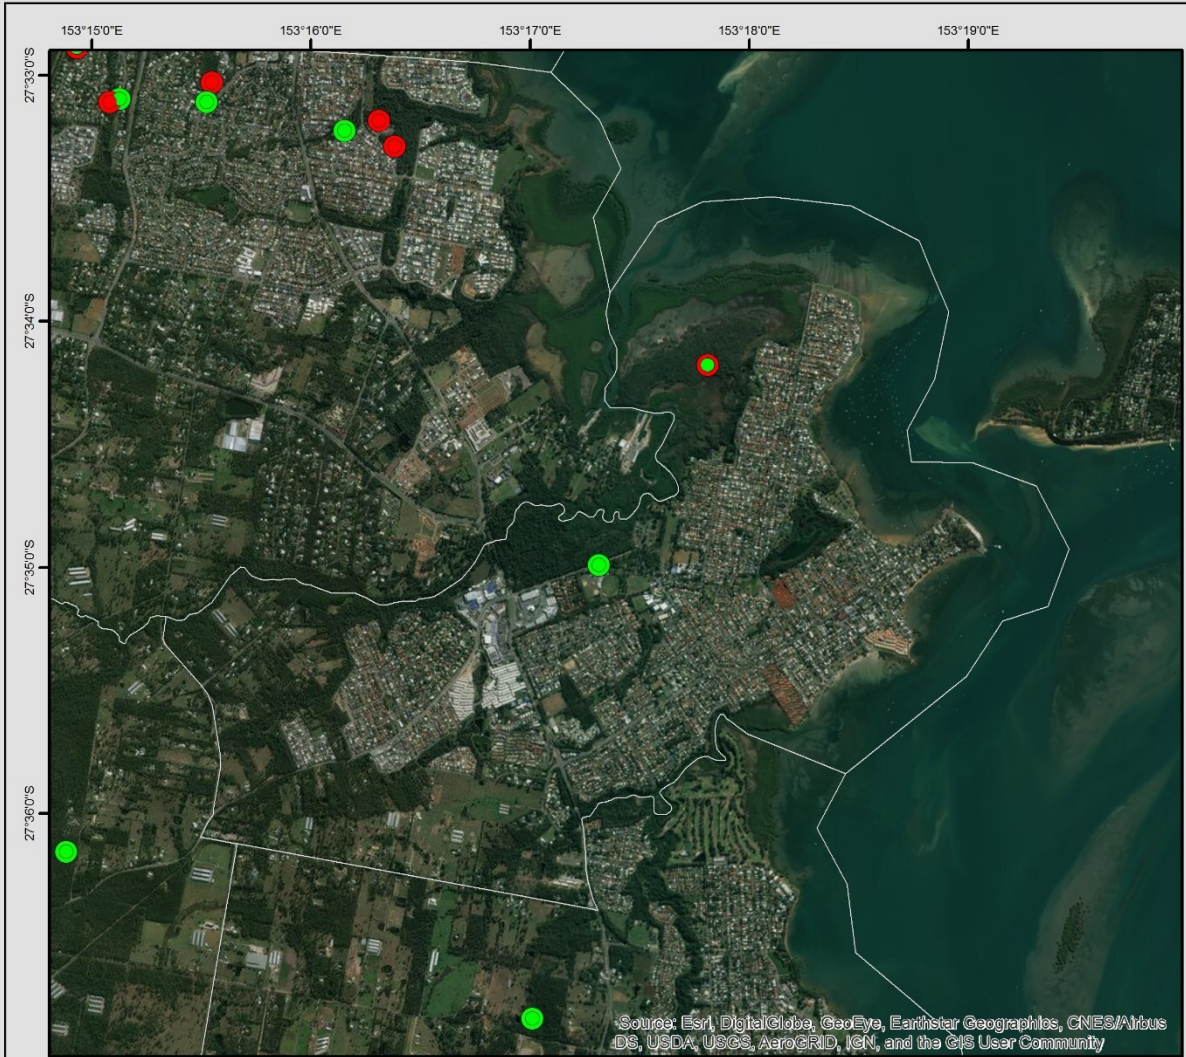 153°15'0"E 153°16'0"E 153°17'0"E 153°18'0"E 153°19'0"E
27°33'0"S
27°34'0"S
27°35'0"S
27°36'0"S
Source: Esri, DigitalGlobe, GeoEye, Earthstar Geographics, CNES/Airbus
DS, USDA, USGS, AeroGRID, IGN, and the GIS User Community